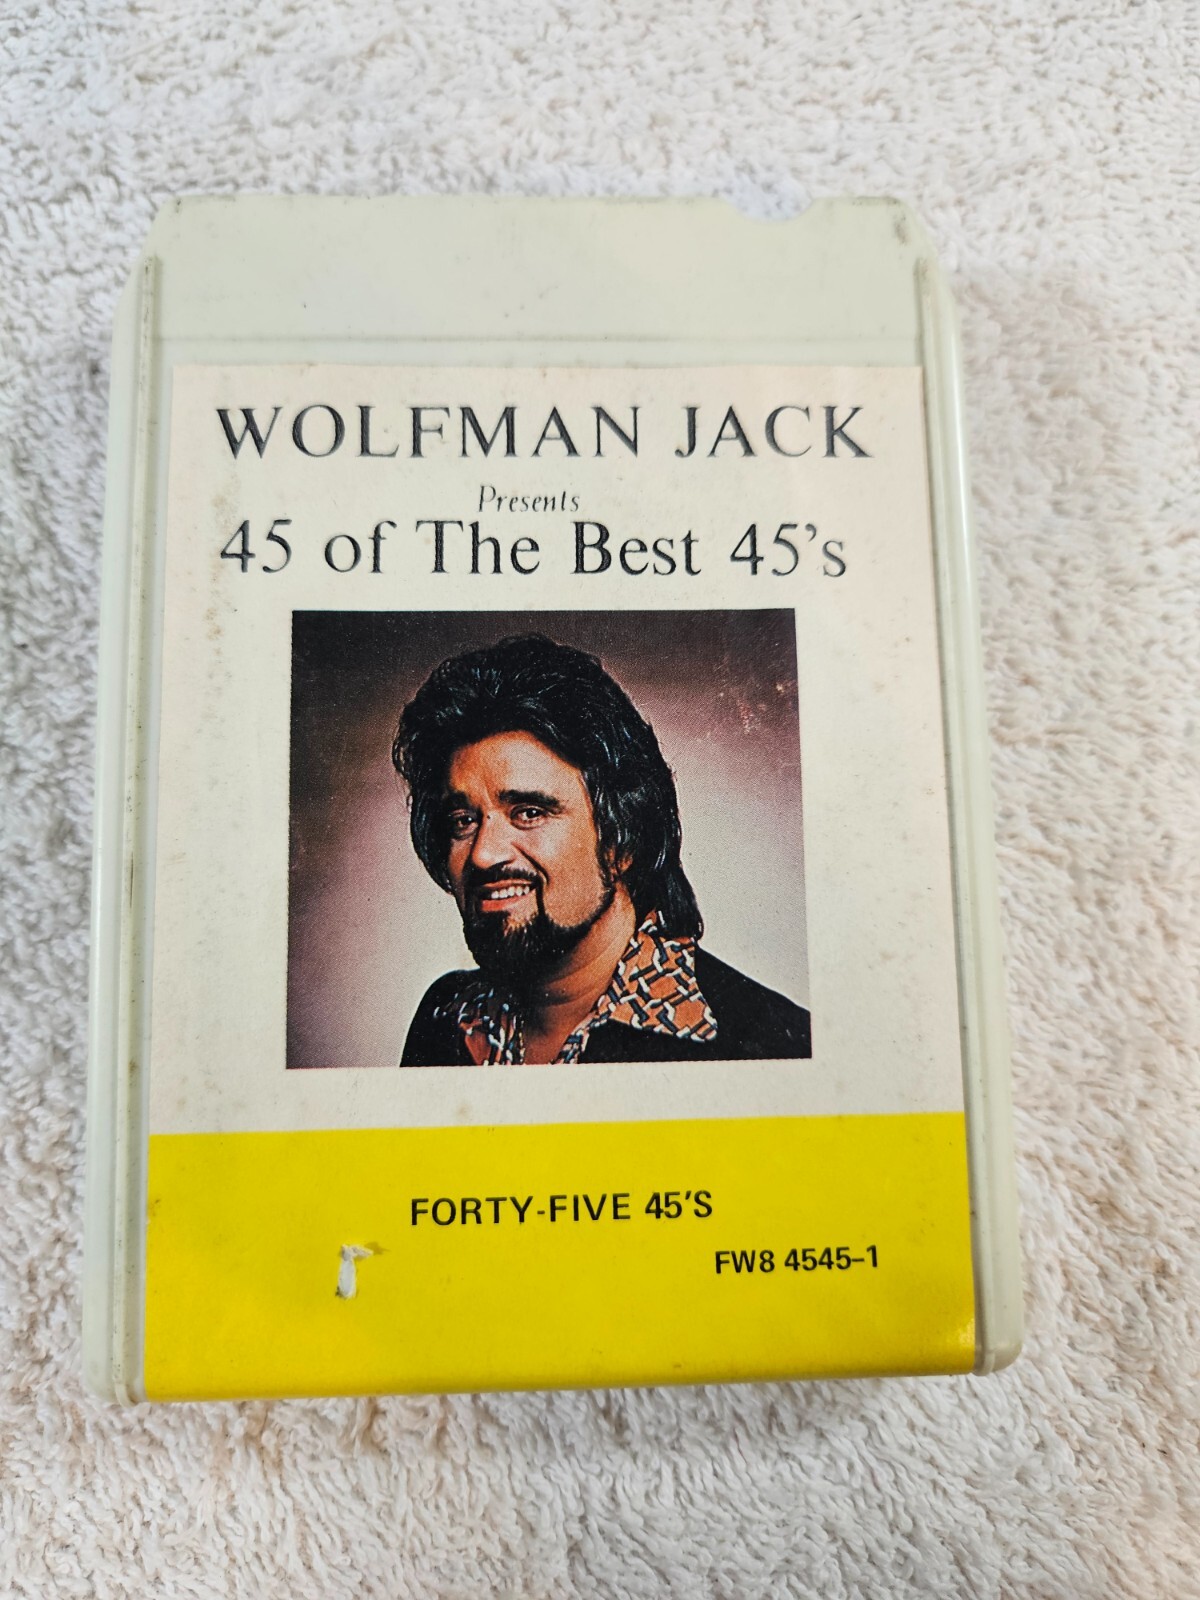 WOLFMAN JACK
Presents
45 of The Best 45's
FORTY-FIVE 45'S
FW8 4545-1